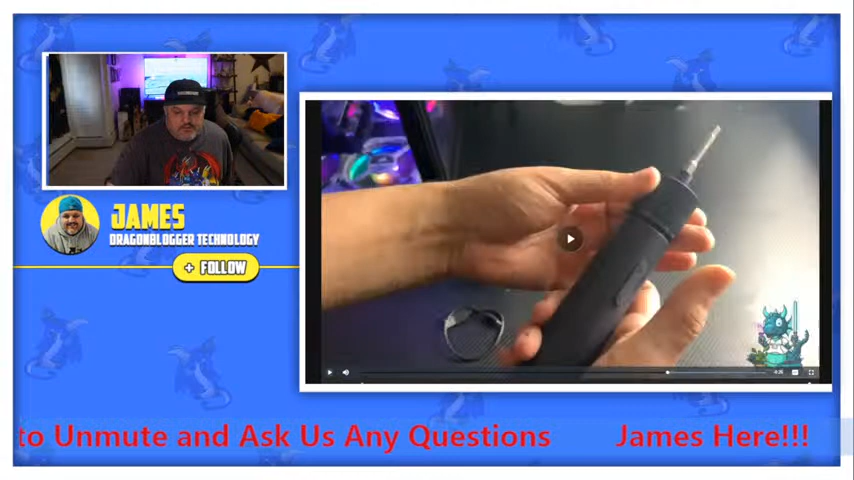 JAMES
DRAGONBLOGGER TECHNOLOGY
+ FOLLOW
to Unmute and Ask Us Any Questions James Here!!!